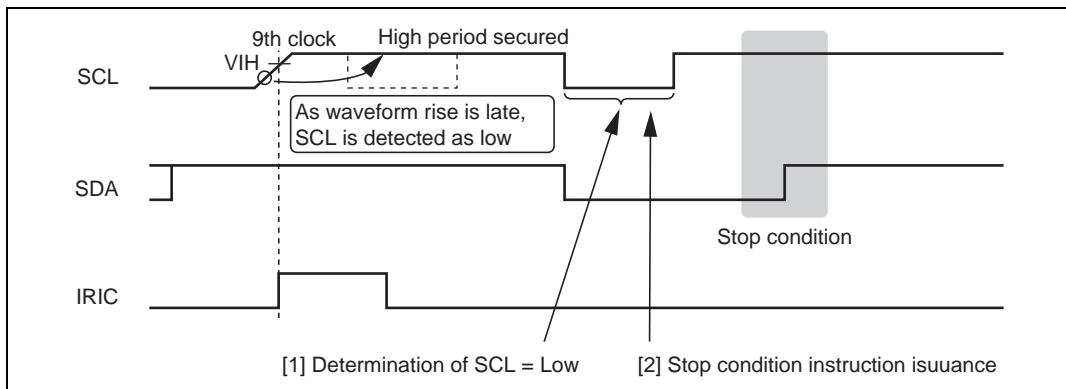 9th clock
High period secured
VIH
SCL
As waveform rise is late,
SCL is detected as low
SDA
Stop condition
IRIC
[1] Determination of SCL = Low
[2] Stop condition instruction isuuance